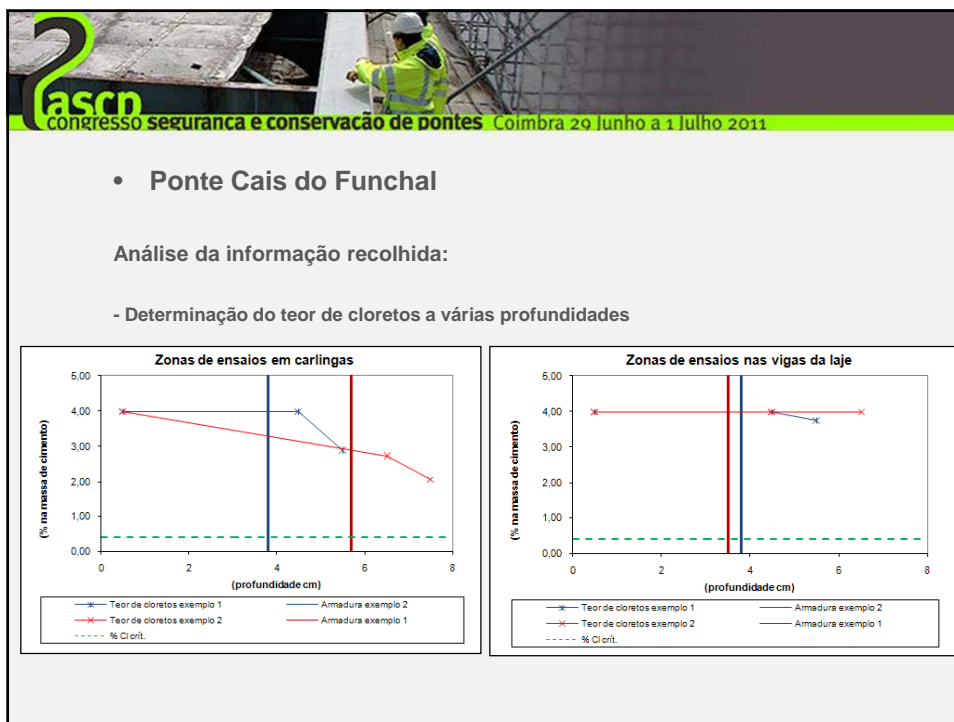 ascp
congresso segurança e conservação de pontes Coimbra 29 Junho a 1 Julho 2011
• Ponte Cais do Funchal
Análise da informação recolhida:
- Determinação do teor de cloretos a várias profundidades
Zonas de ensaios em carlingas
5,00
4,00
3,00
2,00
1,00
0,00
(% na massa de cimento)
0 2 4 6 8
(profundidade cm)
Teor de cloretos exemplo 1
Armadura exemplo 2
Teor de cloretos exemplo 2
Armadura exemplo 1
% Cl crít.
Zonas de ensaios nas vigas da laje
5,00
4,00
3,00
2,00
1,00
0,00
(% na massa de cimento)
0 2 4 6 8
(profundidade cm)
Teor de cloretos exemplo 1
Armadura exemplo 2
Teor de cloretos exemplo 2
Armadura exemplo 1
% Cl crít.